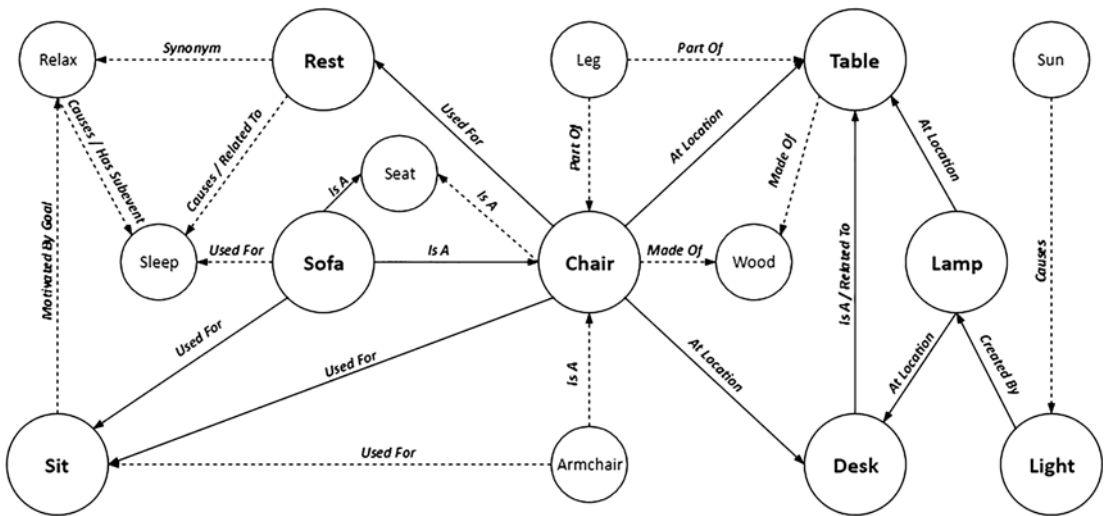 Relax
Synonym
Rest
Leg
Part Of
Table
Sun
Causes / Has Subevent
Causes / Related To
Used For
Part Of
At Location
Made Of
At Location
Is A
Seat
Is A
Motivated By Goal
Sleep
Used For
Sofa
Is A
Chair
Made Of
Wood
Is A / Related To
Lamp
Causes
Used For
Used For
Is A
At Location
At Location
Created By
Sit
Used For
Armchair
Desk
Light